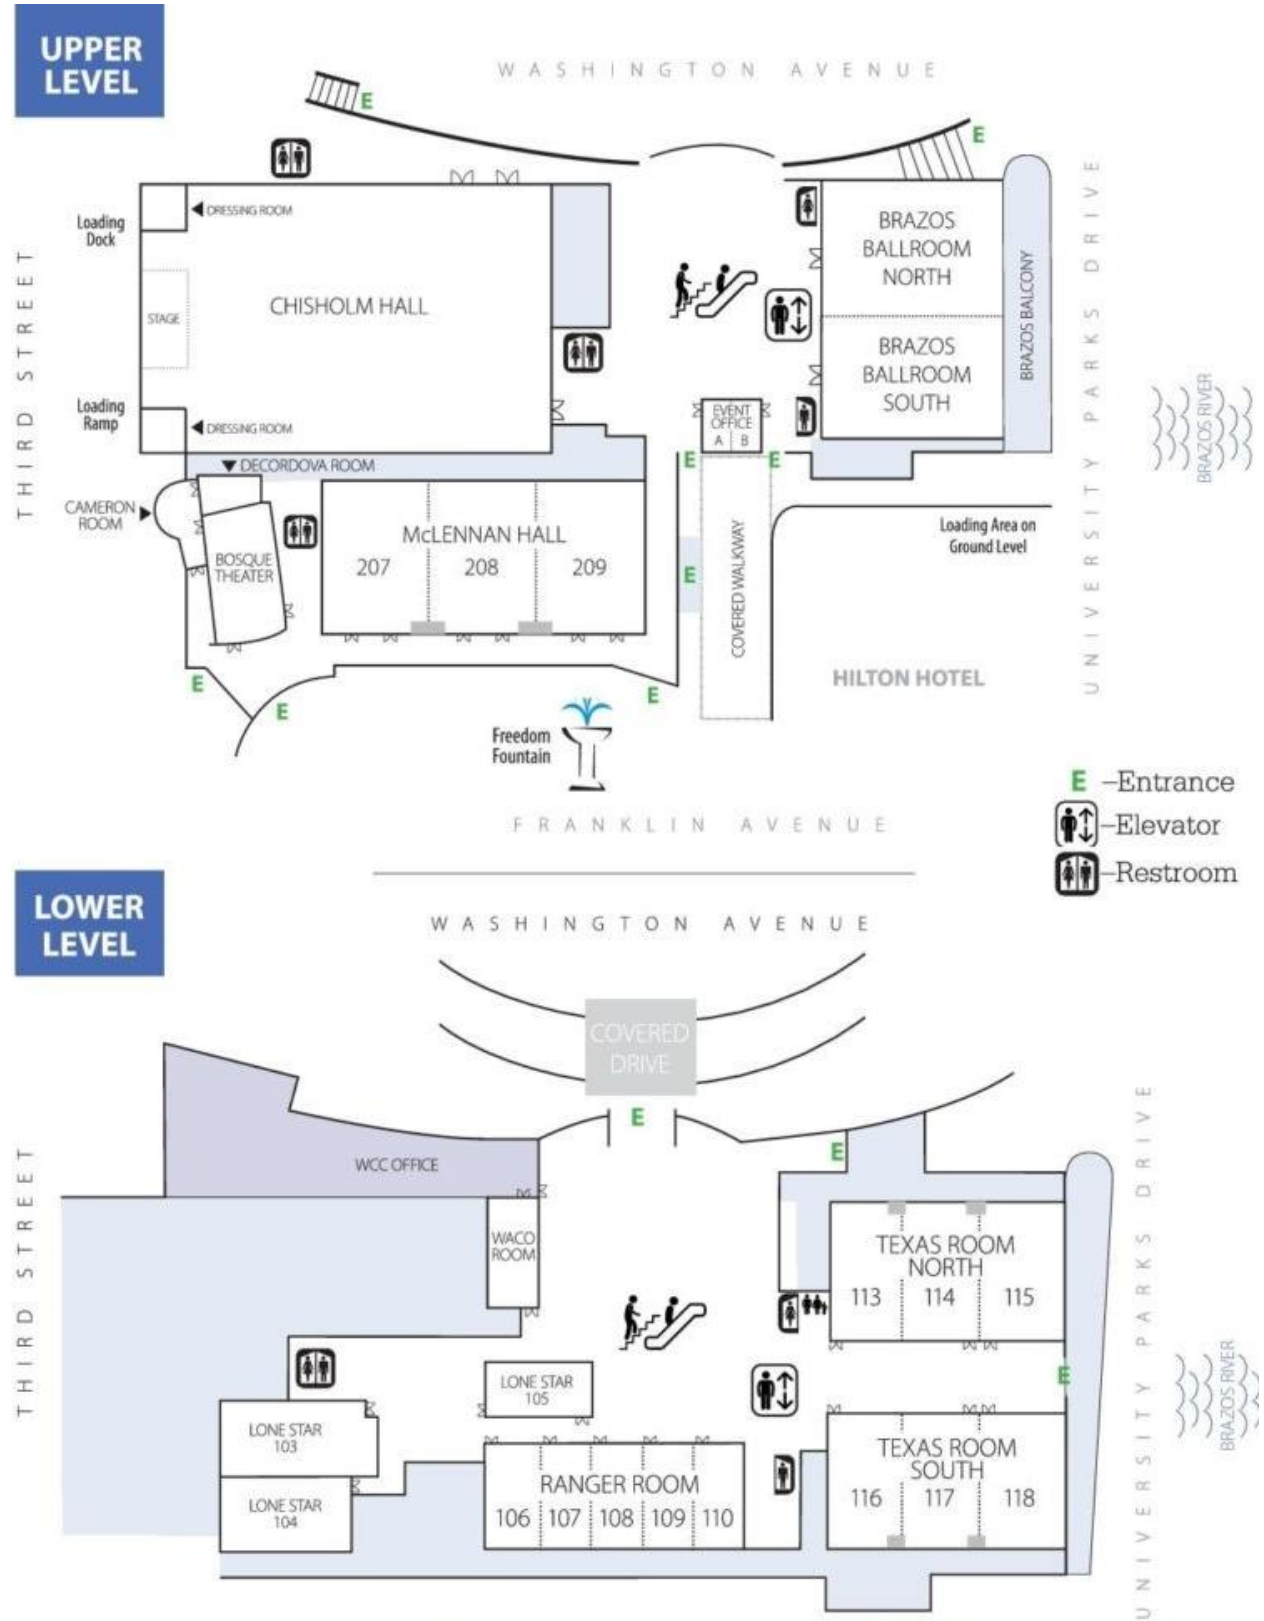 UPPER
LEVEL
WASHINGTON AVENUE
E
E
Loading
Dock
DRESSING ROOM
THIRD STREET
STAGE
CHISHOLM HALL
BRAZOS
BALLROOM
NORTH
BRAZOS
BALLROOM
SOUTH
BRAZOS BALCONY
UNIVERSITY PARKS DRIVE
BRAZOS RIVER
Loading
Ramp
DRESSING ROOM
EVENT
OFFICE
A B
E
E
DECORDOVA ROOM
CAMERON
ROOM
BOSQUE
THEATER
McLENNAN HALL
207 208 209
E
COVERED WALKWAY
Loading Area on
Ground Level
HILTON HOTEL
E
E
E
Freedom
Fountain
FRANKLIN AVENUE
E –Entrance
–Elevator
–Restroom
LOWER
LEVEL
WASHINGTON AVENUE
COVERED
DRIVE
E
E
WCC OFFICE
THIRD STREET
WACO
ROOM
TEXAS ROOM
NORTH
113 114 115
UNIVERSITY PARKS DRIVE
BRAZOS RIVER
E
LONE STAR
105
LONE STAR
103
LONE STAR
104
RANGER ROOM
106 107 108 109 110
TEXAS ROOM
SOUTH
116 117 118